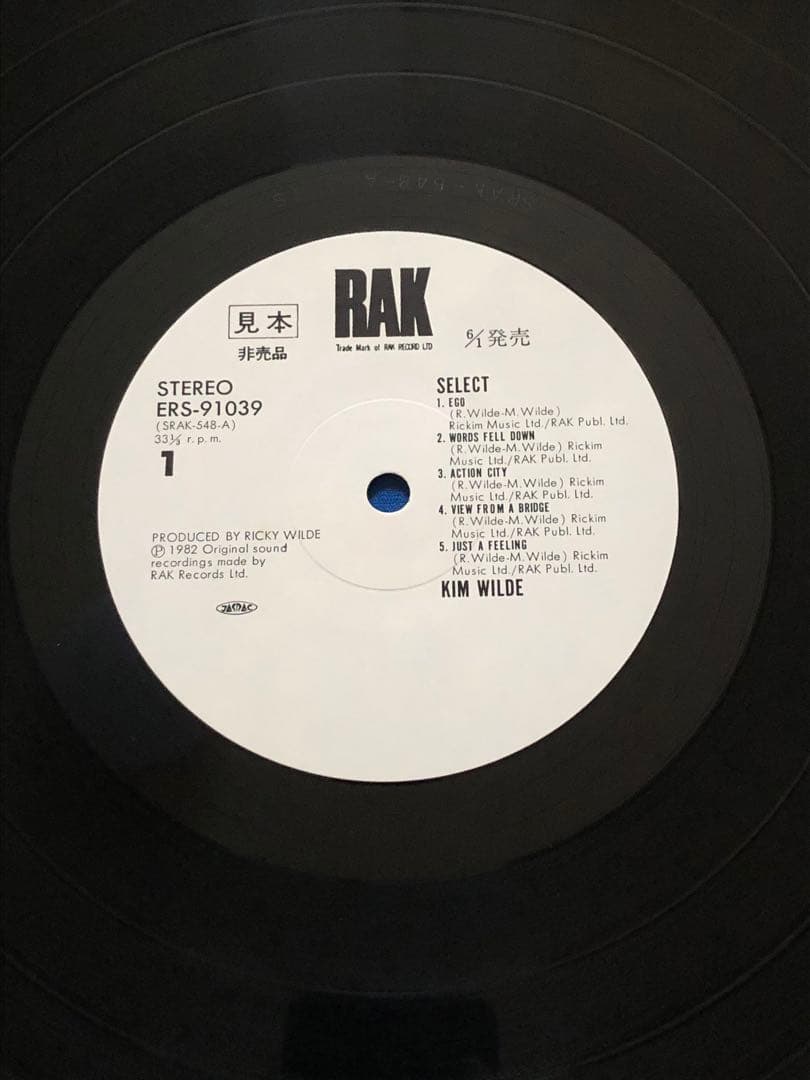 SRAK-548-A
RAK
Trade Mark of RAK RECORD LTD
見本
非売品
6/1発売
STEREO
ERS-91039
(SRAK-548-A)
33⅓ r.p.m.
1
SELECT
1. EGO
(R.Wilde-M.Wilde)
Rickim Music Ltd./RAK Publ. Ltd.
2. WORDS FELL DOWN
(R.Wilde-M.Wilde) Rickim
Music Ltd./RAK Publ. Ltd.
3. ACTION CITY
(R.Wilde-M.Wilde) Rickim
Music Ltd./RAK Publ. Ltd.
4. VIEW FROM A BRIDGE
(R.Wilde-M.Wilde) Rickim
Music Ltd./RAK Publ. Ltd.
5. JUST A FEELING
(R.Wilde-M.Wilde) Rickim
Music Ltd./RAK Publ. Ltd.
KIM WILDE
PRODUCED BY RICKY WILDE
Ⓟ 1982 Original sound
recordings made by
RAK Records Ltd.
JASRAC